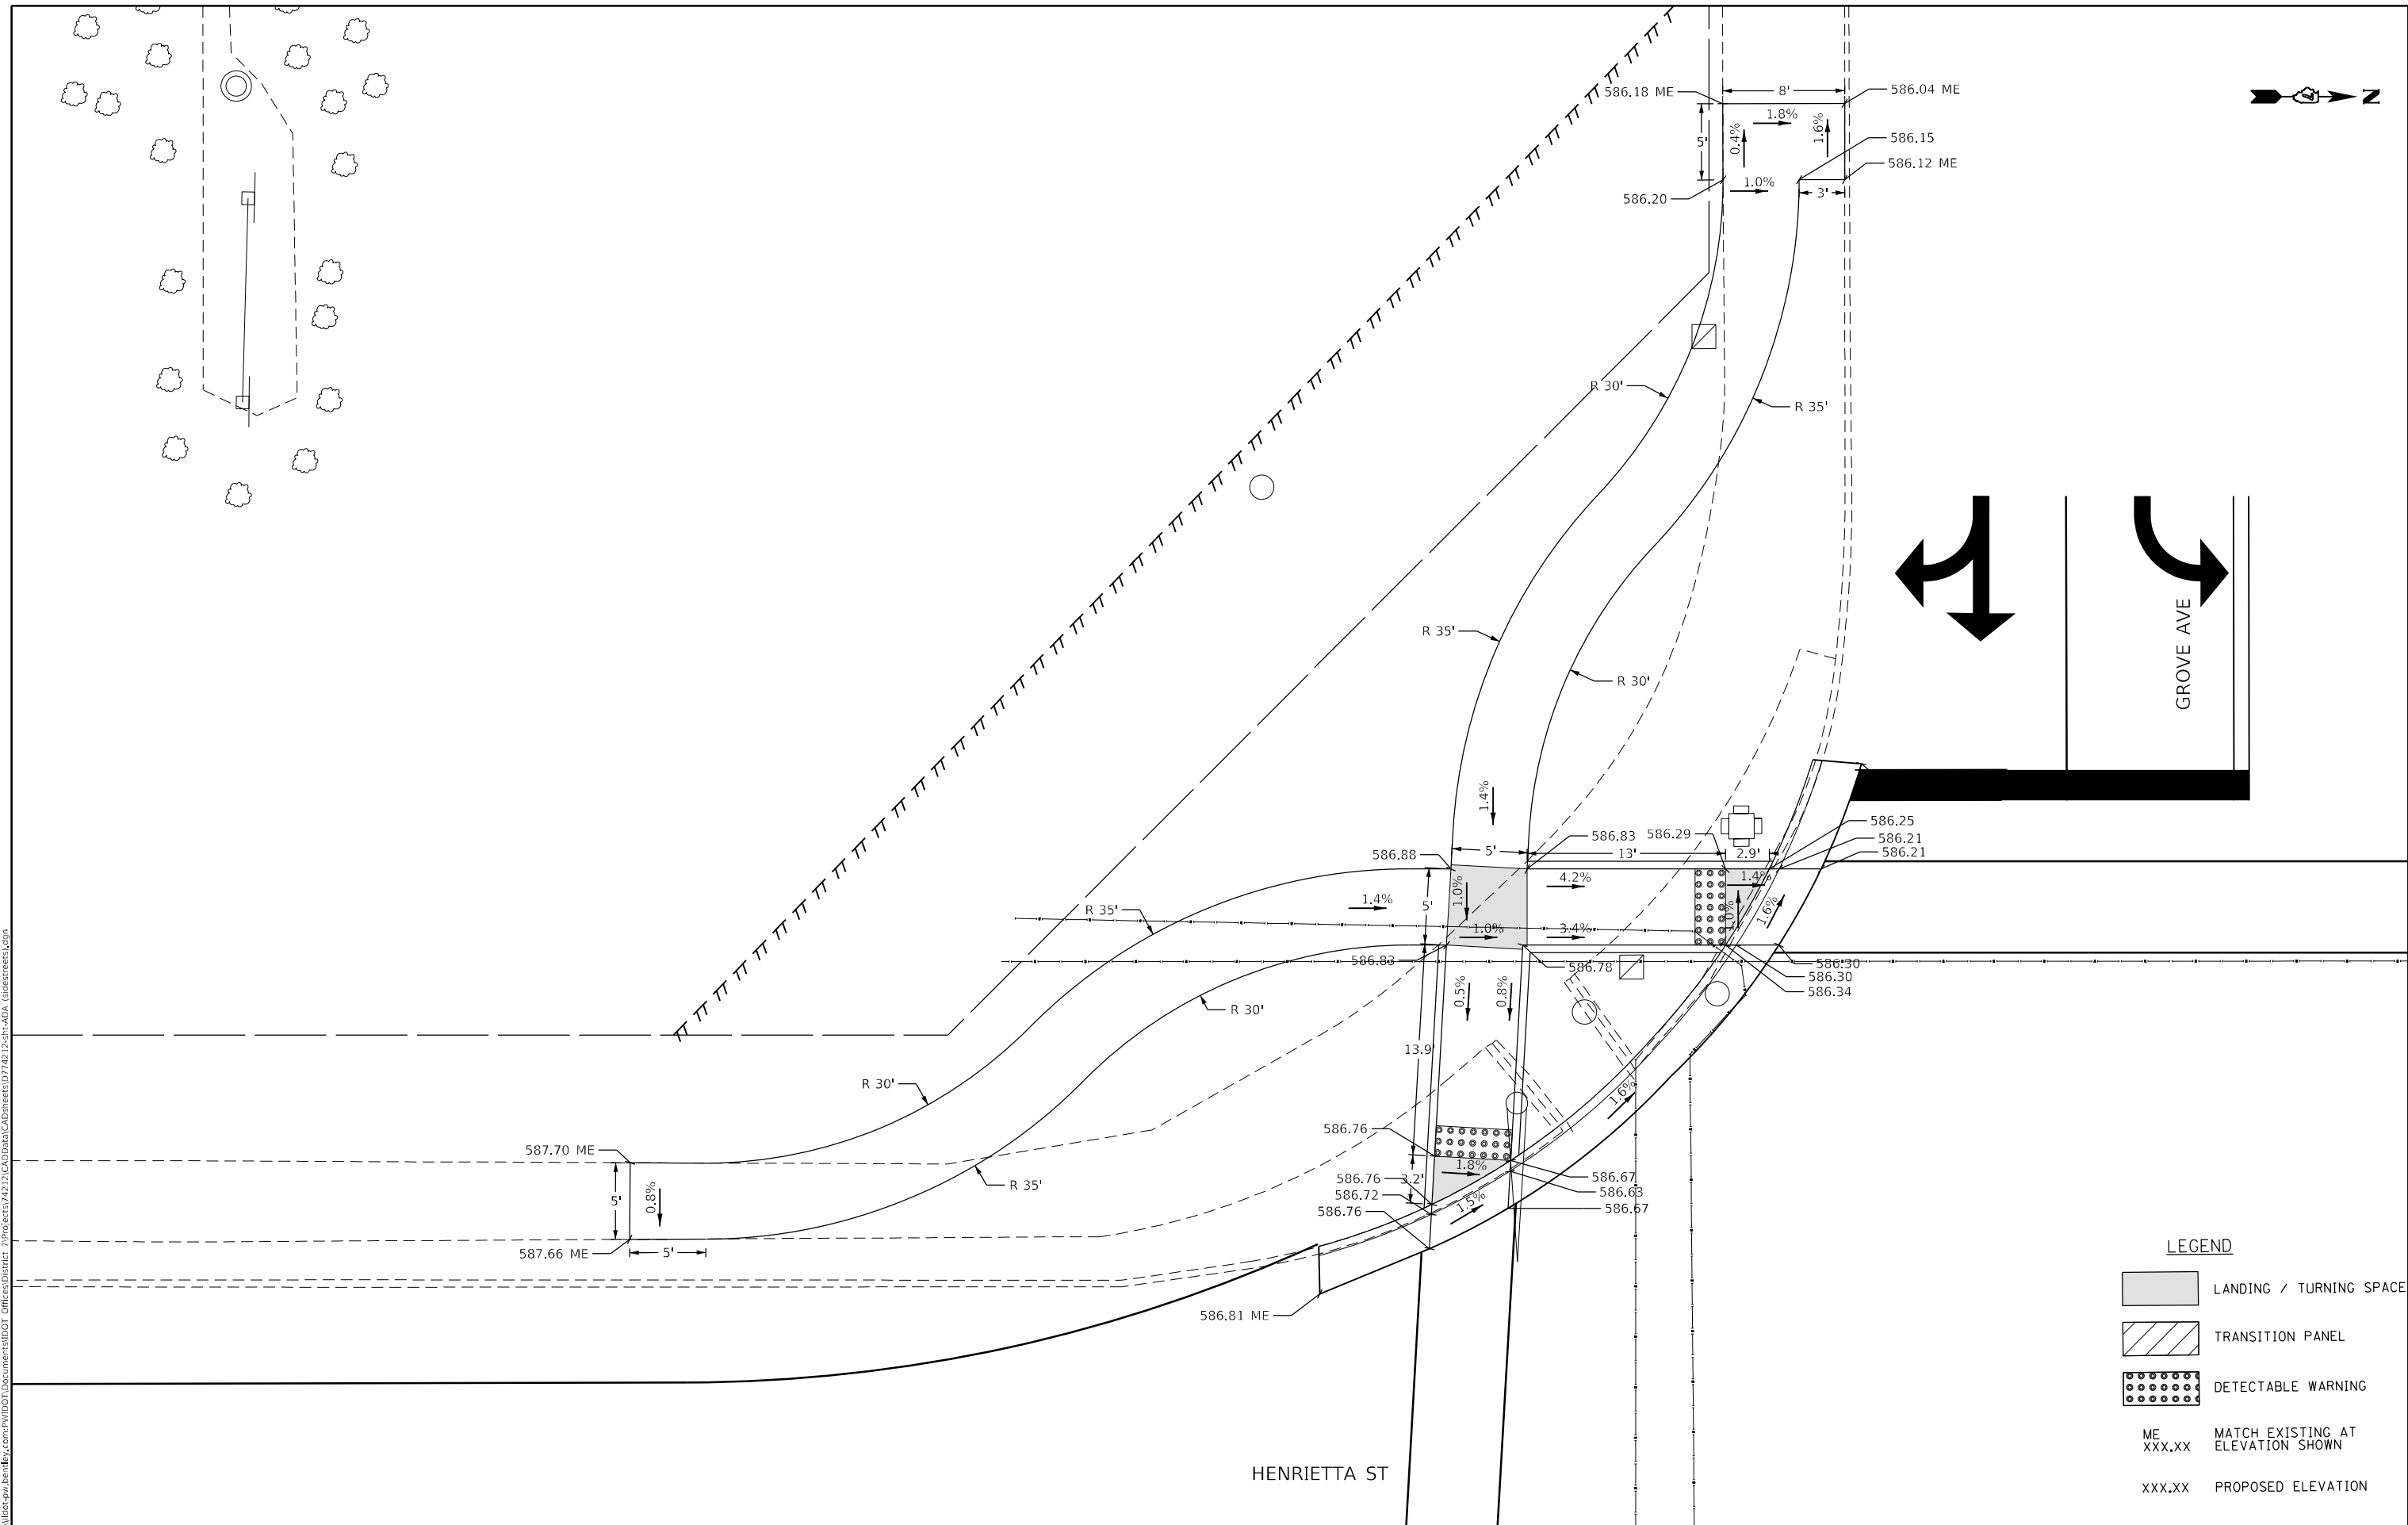 586.18 ME
8'
586.04 ME
N
1.8%
0.4%
1.6%
5'
586.15
586.12 ME
1.0%
3'
586.20
R 30'
R 35'
R 35'
R 30'
GROVE AVE
1.4%
586.83
586.29
586.25
586.21
586.21
586.88
5'
13'
2.9'
1.0%
4.2%
1.4%
5'
1.4%
R 35'
1.6%
1.0%
3.4%
586.83
586.78
586.30
586.30
586.34
R 30'
0.5%
0.8%
13.9'
R 30'
1.6%
586.76
587.70 ME
1.8%
5'
0.8%
R 35'
3.2'
586.76
586.72
586.76
1.5%
586.67
586.63
586.67
587.66 ME
5'
586.81 ME
HENRIETTA ST
LEGEND
LANDING / TURNING SPACE
TRANSITION PANEL
DETECTABLE WARNING
ME
XXX.XX
MATCH EXISTING AT
ELEVATION SHOWN
XXX.XX
PROPOSED ELEVATION